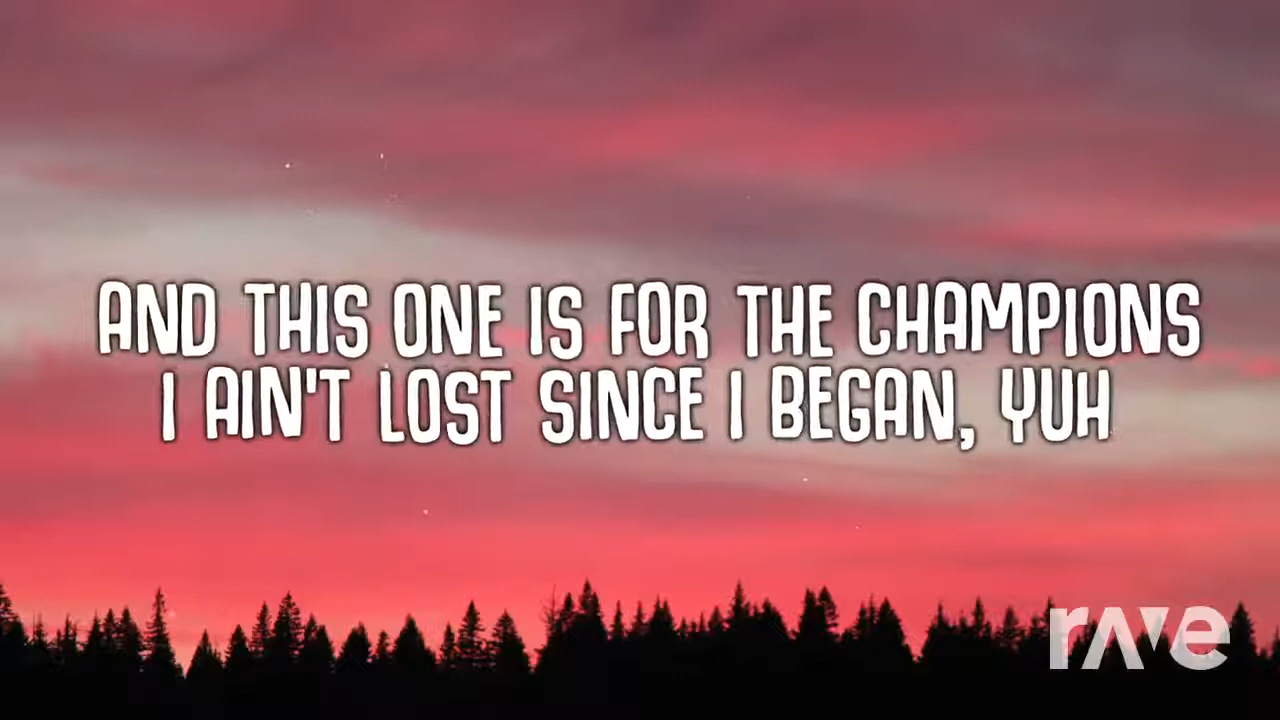 AND THIS ONE IS FOR THE CHAMPIONS
I AIN'T LOST SINCE I BEGAN, YUH
rave